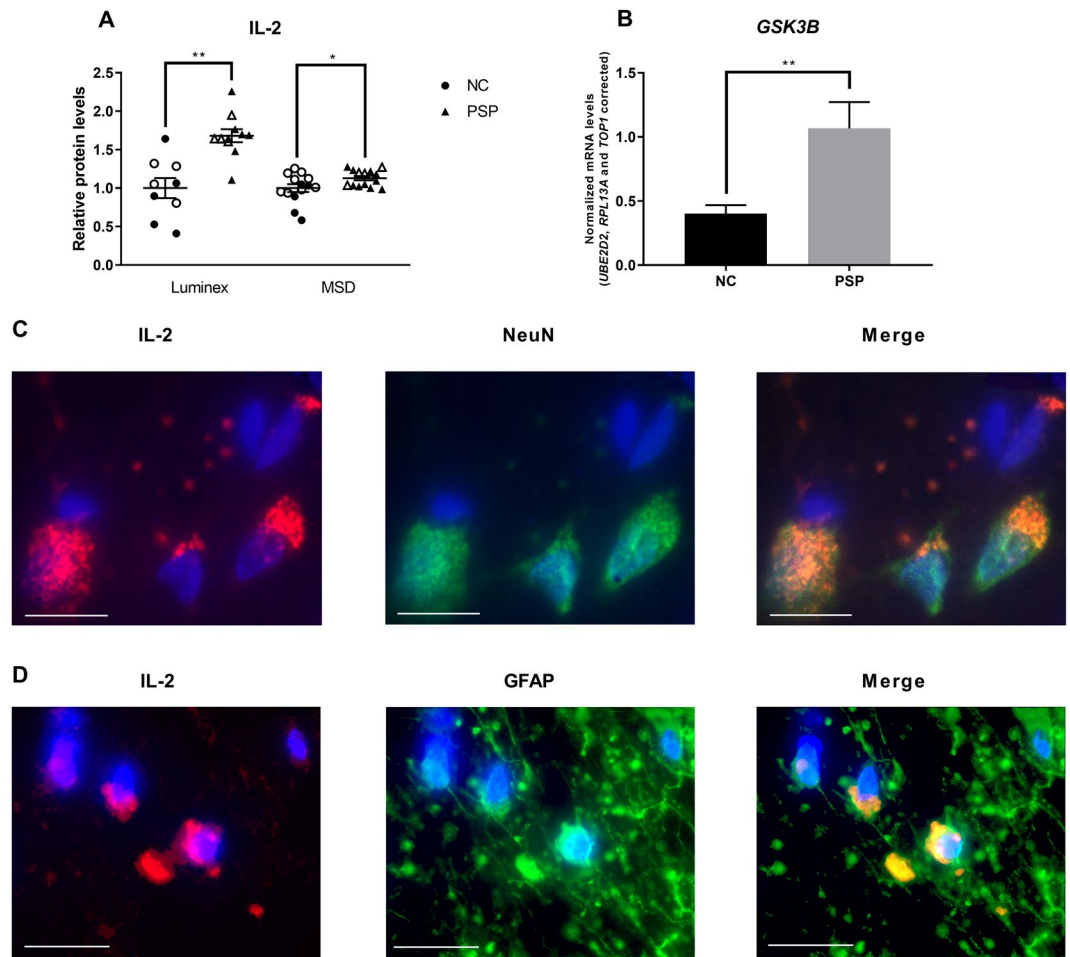 A
IL-2
**
*
2.5
2.0
1.5
1.0
0.5
0.0
Relative protein levels
Luminex
MSD
NC
PSP
B
GSK3B
**
1.5
1.0
0.5
0.0
Normalized mRNA levels
(UBE2D2, RPL13A and TOP1 corrected)
NC
PSP
C
IL-2
NeuN
Merge
D
IL-2
GFAP
Merge